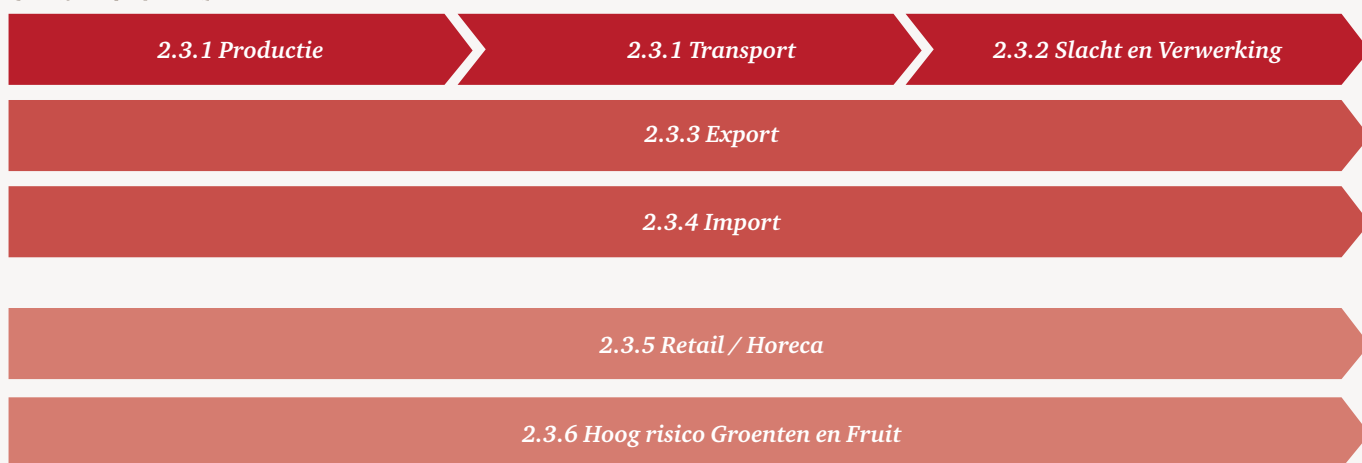 2.3.1 Productie
2.3.1 Transport
2.3.2 Slacht en Verwerking
2.3.3 Export
2.3.4 Import
2.3.5 Retail / Horeca
2.3.6 Hoog risico Groenten en Fruit